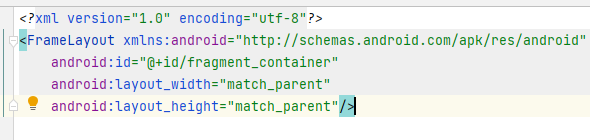 <?xml version="1.0" encoding="utf-8"?>
<FrameLayout xmlns:android="http://schemas.android.com/apk/res/android"
    android:id="@+id/fragment_container"
    android:layout_width="match_parent"
    android:layout_height="match_parent"/>